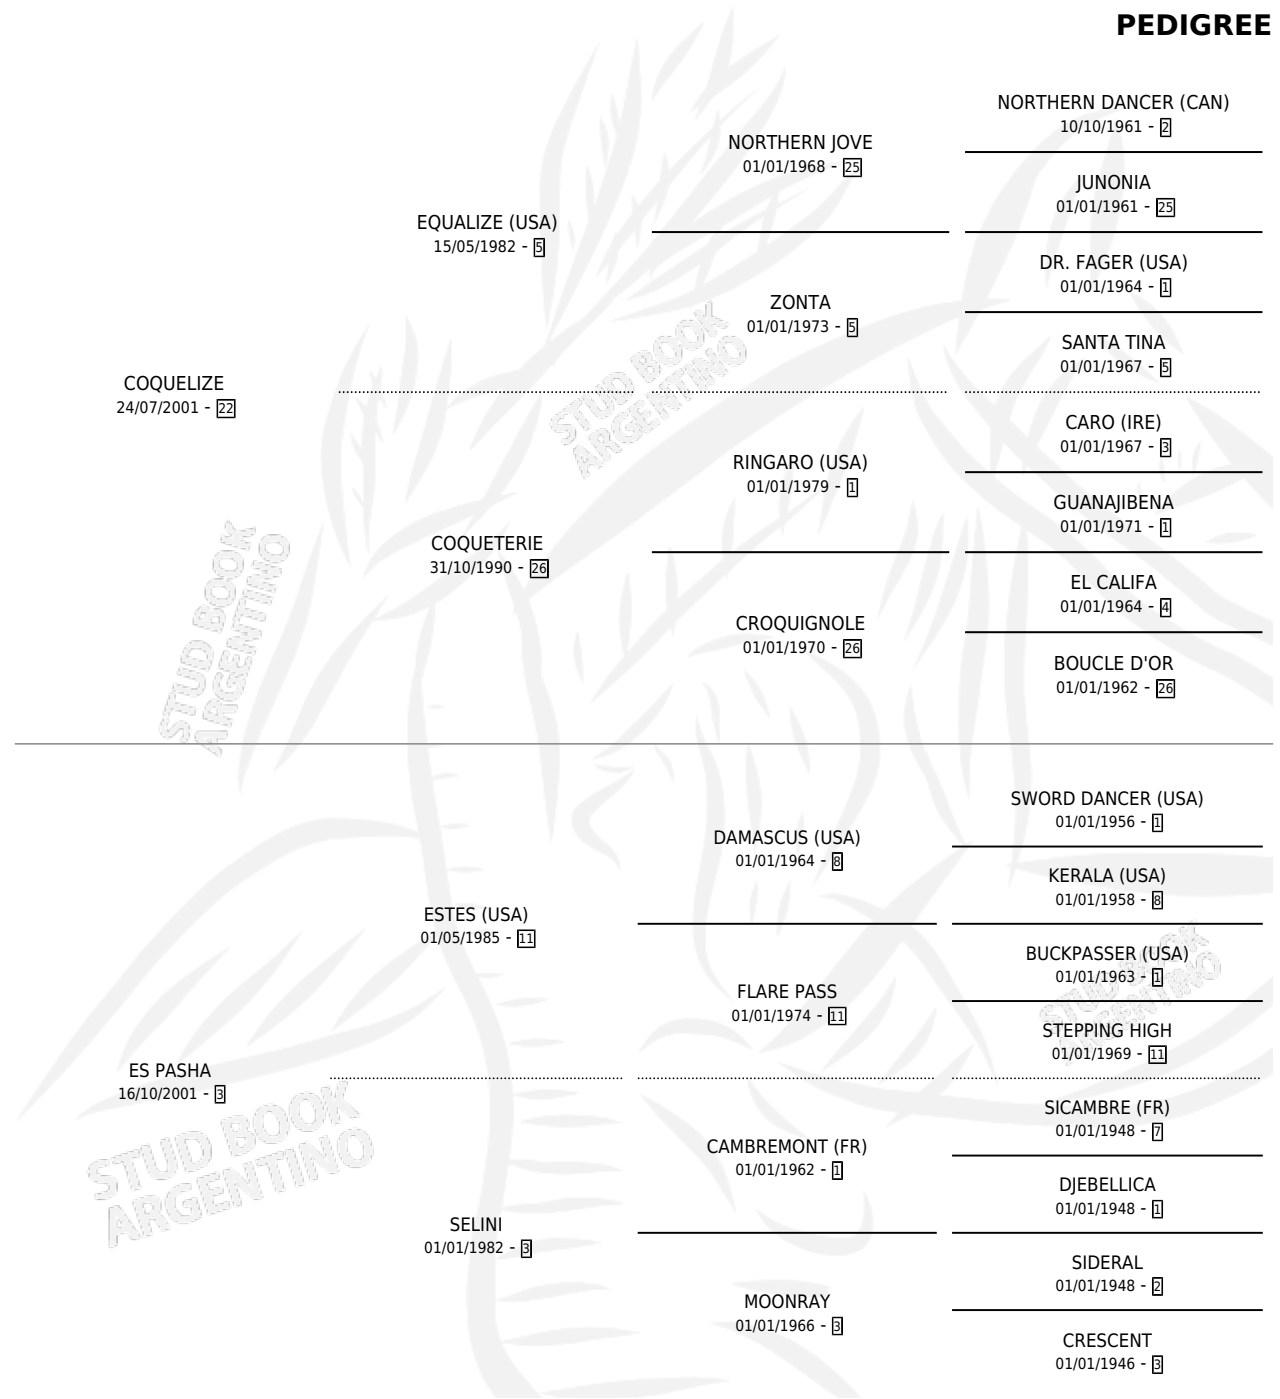 PEDIGREE
NORTHERN DANCER (CAN)
10/10/1961 - 2
NORTHERN JOVE
01/01/1968 - 25
JUNONIA
01/01/1961 - 25
EQUALIZE (USA)
15/05/1982 - 5
DR. FAGER (USA)
01/01/1964 - 1
ZONTA
01/01/1973 - 5
SANTA TINA
01/01/1967 - 5
COQUELIZE
24/07/2001 - 22
CARO (IRE)
01/01/1967 - 3
RINGARO (USA)
01/01/1979 - 1
GUANAJIBENA
01/01/1971 - 1
COQUETERIE
31/10/1990 - 26
EL CALIFA
01/01/1964 - 4
CROQUIGNOLE
01/01/1970 - 26
BOUCLE D'OR
01/01/1962 - 26
SWORD DANCER (USA)
01/01/1956 - 1
DAMASCUS (USA)
01/01/1964 - 8
KERALA (USA)
01/01/1958 - 8
ESTES (USA)
01/05/1985 - 11
BUCKPASSER (USA)
01/01/1963 - 1
FLARE PASS
01/01/1974 - 11
STEPPING HIGH
01/01/1969 - 11
ES PASHA
16/10/2001 - 3
SICAMBRE (FR)
01/01/1948 - 7
CAMBREMONT (FR)
01/01/1962 - 1
DJEBELLICA
01/01/1948 - 1
SELINI
01/01/1982 - 3
SIDERAL
01/01/1948 - 2
MOONRAY
01/01/1966 - 3
CRESCENT
01/01/1946 - 3
STUD BOOK
ARGENTINO
STUD BOOK
ARGENTINO
STUD BOOK
ARGENTINO
STUD BOOK
ARGENTINO